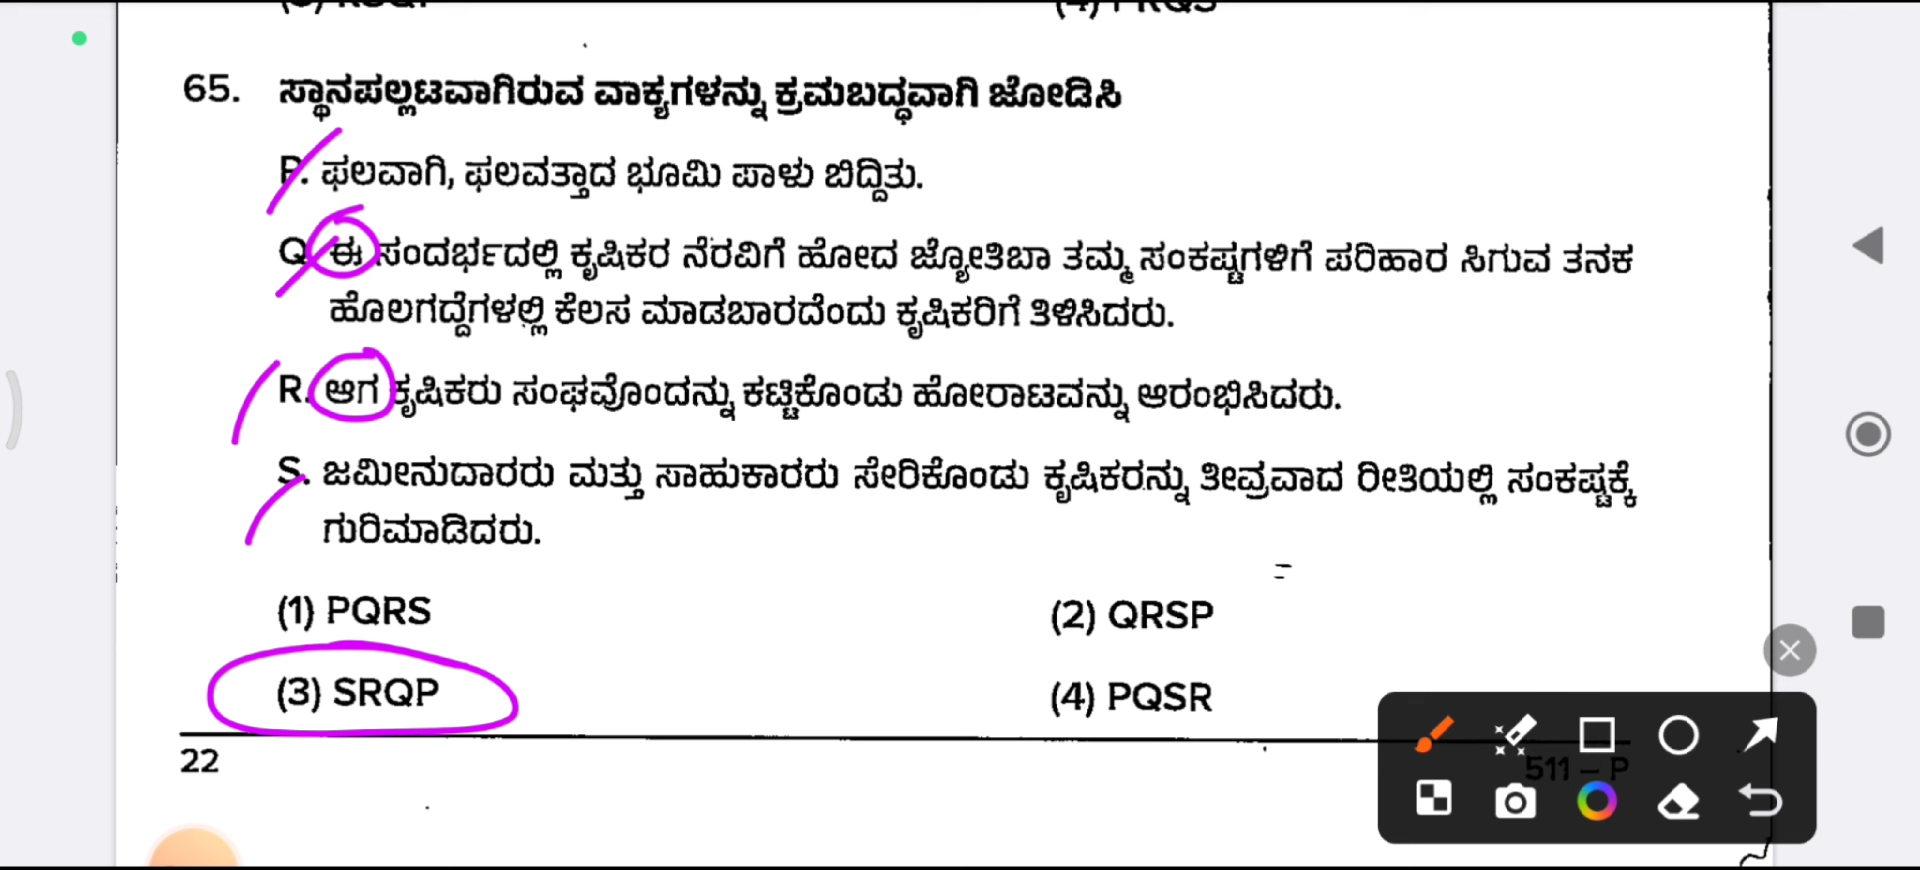 65. ಸ್ಥಾನಪಲ್ಲಟವಾಗಿರುವ ವಾಕ್ಯಗಳನ್ನು ಕ್ರಮಬದ್ಧವಾಗಿ ಜೋಡಿಸಿ
P. ಫಲವಾಗಿ, ಫಲವತ್ತಾದ ಭೂಮಿ ಪಾಳು ಬಿದ್ದಿತು.
Q. ಈ ಸಂದರ್ಭದಲ್ಲಿ ಕೃಷಿಕರ ನೆರವಿಗೆ ಹೋದ ಜ್ಯೋತಿಬಾ ತಮ್ಮ ಸಂಕಷ್ಟಗಳಿಗೆ ಪರಿಹಾರ ಸಿಗುವ ತನಕ
ಹೊಲಗದ್ದೆಗಳಲ್ಲಿ ಕೆಲಸ ಮಾಡಬಾರದೆಂದು ಕೃಷಿಕರಿಗೆ ತಿಳಿಸಿದರು.
R. ಆಗ ಕೃಷಿಕರು ಸಂಘವೊಂದನ್ನು ಕಟ್ಟಿಕೊಂಡು ಹೋರಾಟವನ್ನು ಆರಂಭಿಸಿದರು.
S. ಜಮೀನುದಾರರು ಮತ್ತು ಸಾಹುಕಾರರು ಸೇರಿಕೊಂಡು ಕೃಷಿಕರನ್ನು ತೀವ್ರವಾದ ರೀತಿಯಲ್ಲಿ ಸಂಕಷ್ಟಕ್ಕೆ
ಗುರಿಮಾಡಿದರು.
(1) PQRS (2) QRSP
(3) SRQP (4) PQSR
22 511 – P